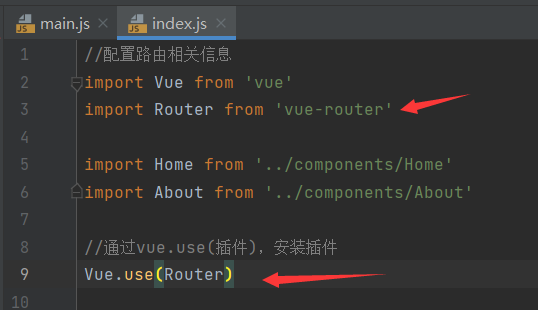 main.js index.js
1 //配置路由相关信息
2 import Vue from 'vue'
3 import Router from 'vue-router'
4
5 import Home from '../components/Home'
6 import About from '../components/About'
7
8 //通过vue.use(插件)，安装插件
9 Vue.use(Router)
10